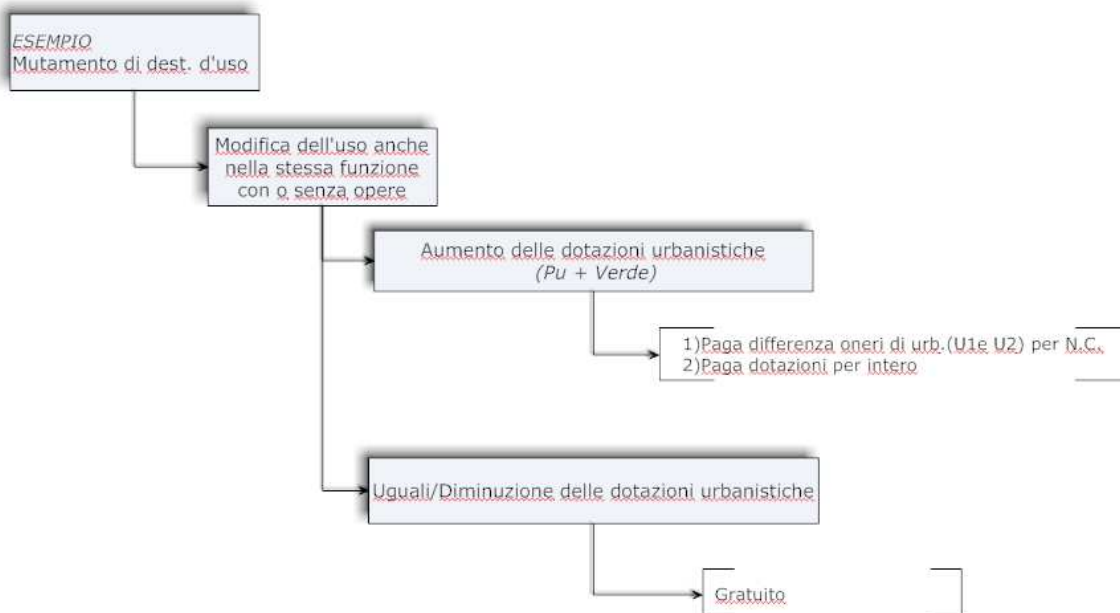 ESEMPIO
Mutamento di dest. d'uso
Modifica dell'uso anche
nella stessa funzione
con o senza opere
Aumento delle dotazioni urbanistiche
(Pu + Verde)
1)Paga differenza oneri di urb.(U1e U2) per N.C.
2)Paga dotazioni per intero
Uguali/Diminuzione delle dotazioni urbanistiche
Gratuito